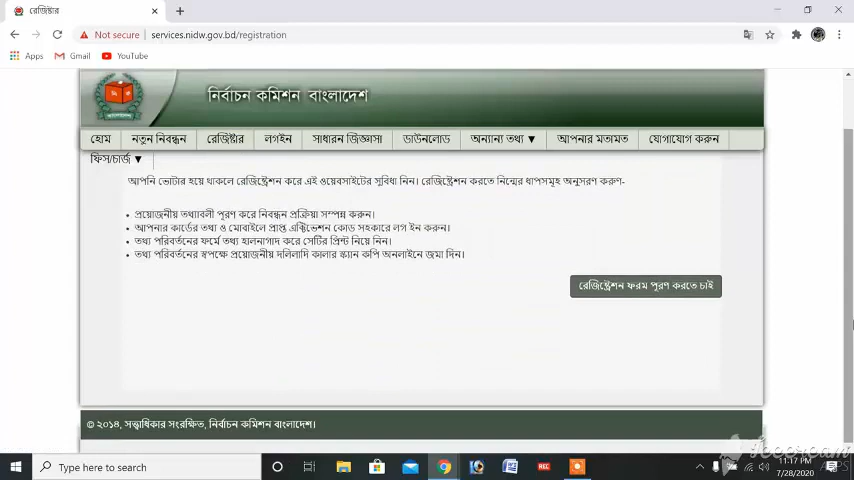 রেজিষ্টার
Not secure | services.nidw.gov.bd/registration
Apps Gmail YouTube
নির্বাচন কমিশন বাংলাদেশ
হোম নতুন নিবন্ধন রেজিষ্টার লগইন সাধারন জিজ্ঞাসা ডাউনলোড অন্যান্য তথ্য ▼ আপনার মতামত যোগাযোগ করুন
ফিস/চার্জ ▼
আপনি ভোটার হয়ে থাকলে রেজিষ্ট্রেশন করে এই ওয়েবসাইটের সুবিধা নিন। রেজিষ্ট্রেশন করতে নিম্নের ধাপসমূহ অনুসরণ করুণ-
• প্রয়োজনীয় তথ্যাবলী পূরণ করে নিবন্ধন প্রক্রিয়া সম্পন্ন করুন।
• আপনার কার্ডের তথ্য ও মোবাইলে প্রাপ্ত এক্টিভেশন কোড সহকারে লগ ইন করুন।
• তথ্য পরিবর্তনের ফর্মে তথ্য হালনাগাদ করে সেটির প্রিন্ট নিয়ে নিন।
• তথ্য পরিবর্তনের স্বপক্ষে প্রয়োজনীয় দলিলাদি কালার স্ক্যান কপি অনলাইনে জমা দিন।
রেজিষ্ট্রেশন ফরম পূরণ করতে চাই
© ২০১৪, সত্ত্বাধিকার সংরক্ষিত, নির্বাচন কমিশন বাংলাদেশ।
Icecream
APPS
Type here to search
REC
11:17 PM
7/28/2020